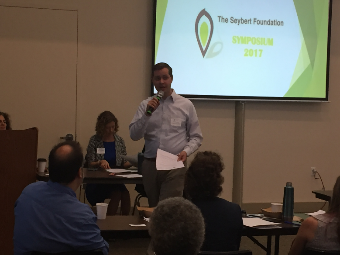 The Seybert Foundation
SYMPOSIUM
2017